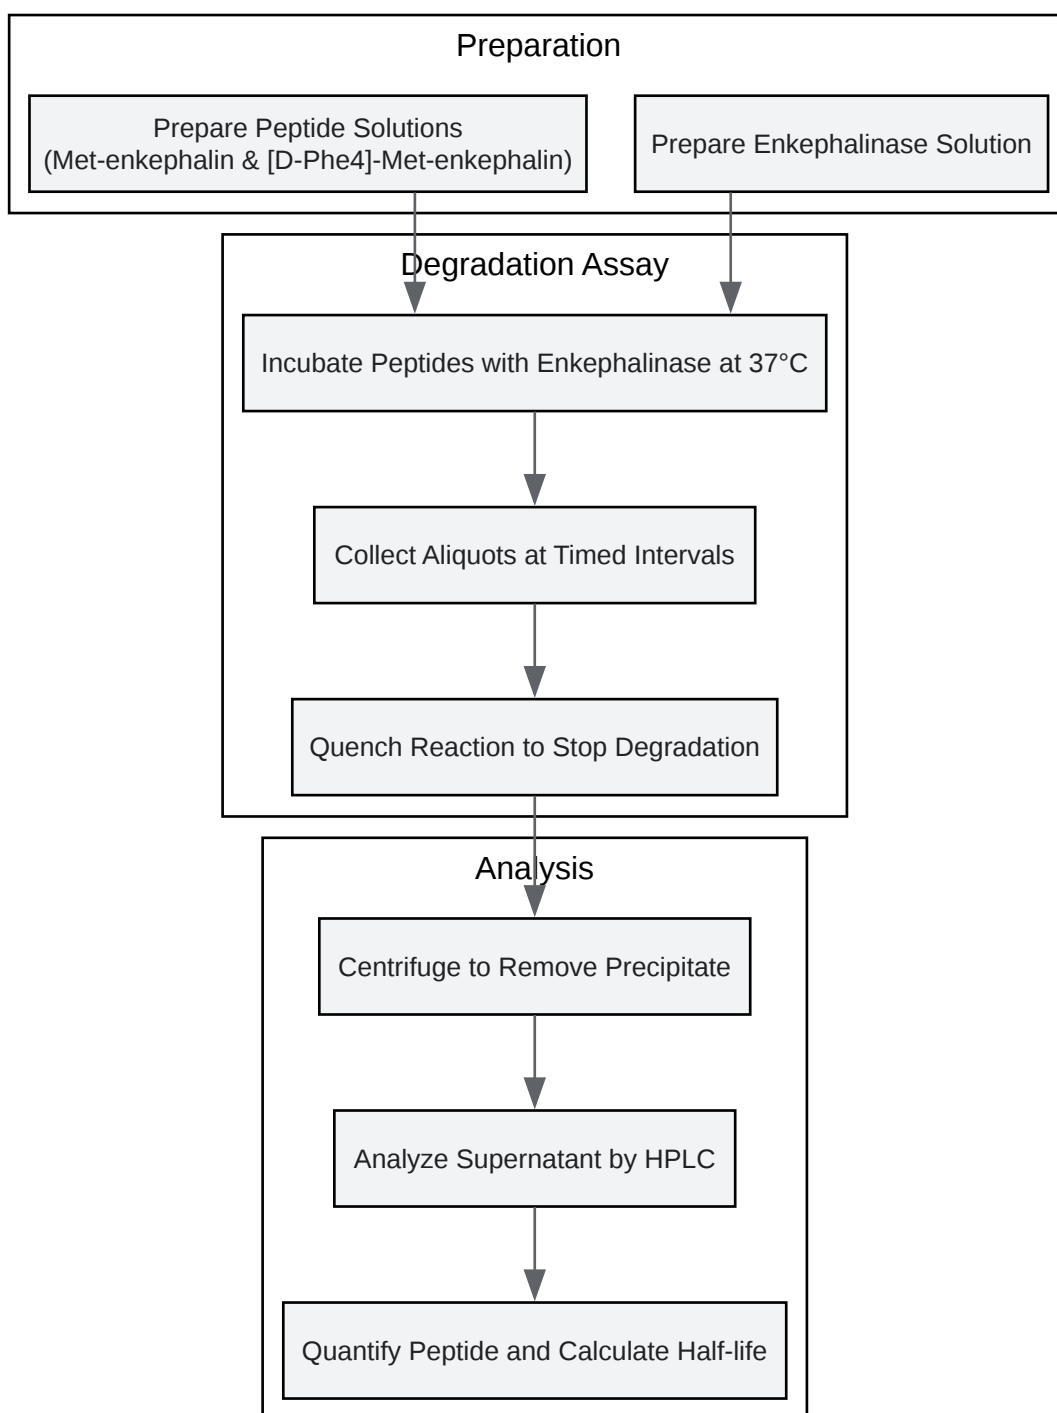 Preparation
Prepare Peptide Solutions
(Met-enkephalin & [D-Phe4]-Met-enkephalin)
Prepare Enkephalinase Solution
Degradation Assay
Incubate Peptides with Enkephalinase at 37°C
Collect Aliquots at Timed Intervals
Quench Reaction to Stop Degradation
Analysis
Centrifuge to Remove Precipitate
Analyze Supernatant by HPLC
Quantify Peptide and Calculate Half-life